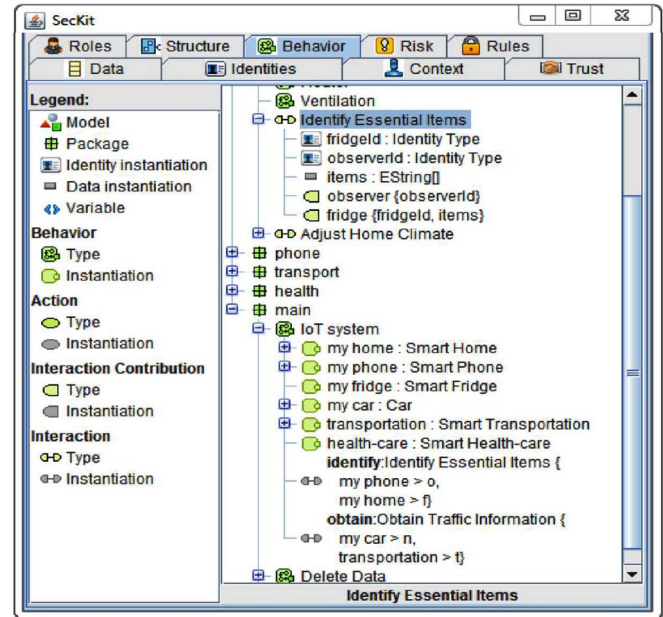 SecKit
Roles
Structure
Behavior
Risk
Rules
Data
Identities
Context
Trust
Legend:
Model
Package
Identity instantiation
Data instantiation
Variable
Behavior
Type
Instantiation
Action
Type
Instantiation
Interaction Contribution
Type
Instantiation
Interaction
Type
Instantiation
Ventilation
Identify Essential Items
fridgeId : Identity Type
observerId : Identity Type
items : EString[]
observer {observerId}
fridge {fridgeId, items}
Adjust Home Climate
phone
transport
health
main
IoT system
my home : Smart Home
my phone : Smart Phone
my fridge : Smart Fridge
my car : Car
transportation : Smart Transportation
health-care : Smart Health-care
identify:Identify Essential Items {
my phone > o,
my home > f}
obtain:Obtain Traffic Information {
my car > n,
transportation > t}
Delete Data
Identify Essential Items